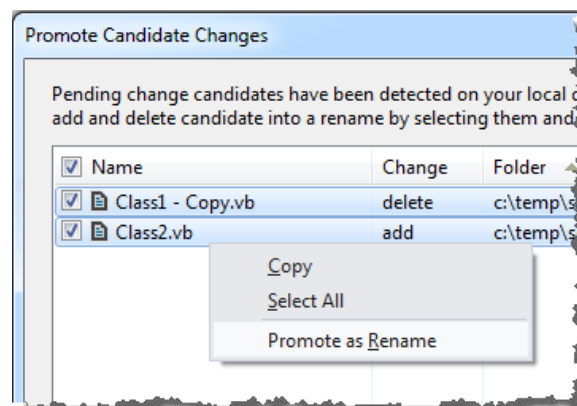 Promote Candidate Changes
Pending change candidates have been detected on your local
add and delete candidate into a rename by selecting them and
Name Change Folder
Class1 - Copy.vb delete c:\temp\s
Class2.vb add c:\temp\s
Copy
Select All
Promote as Rename